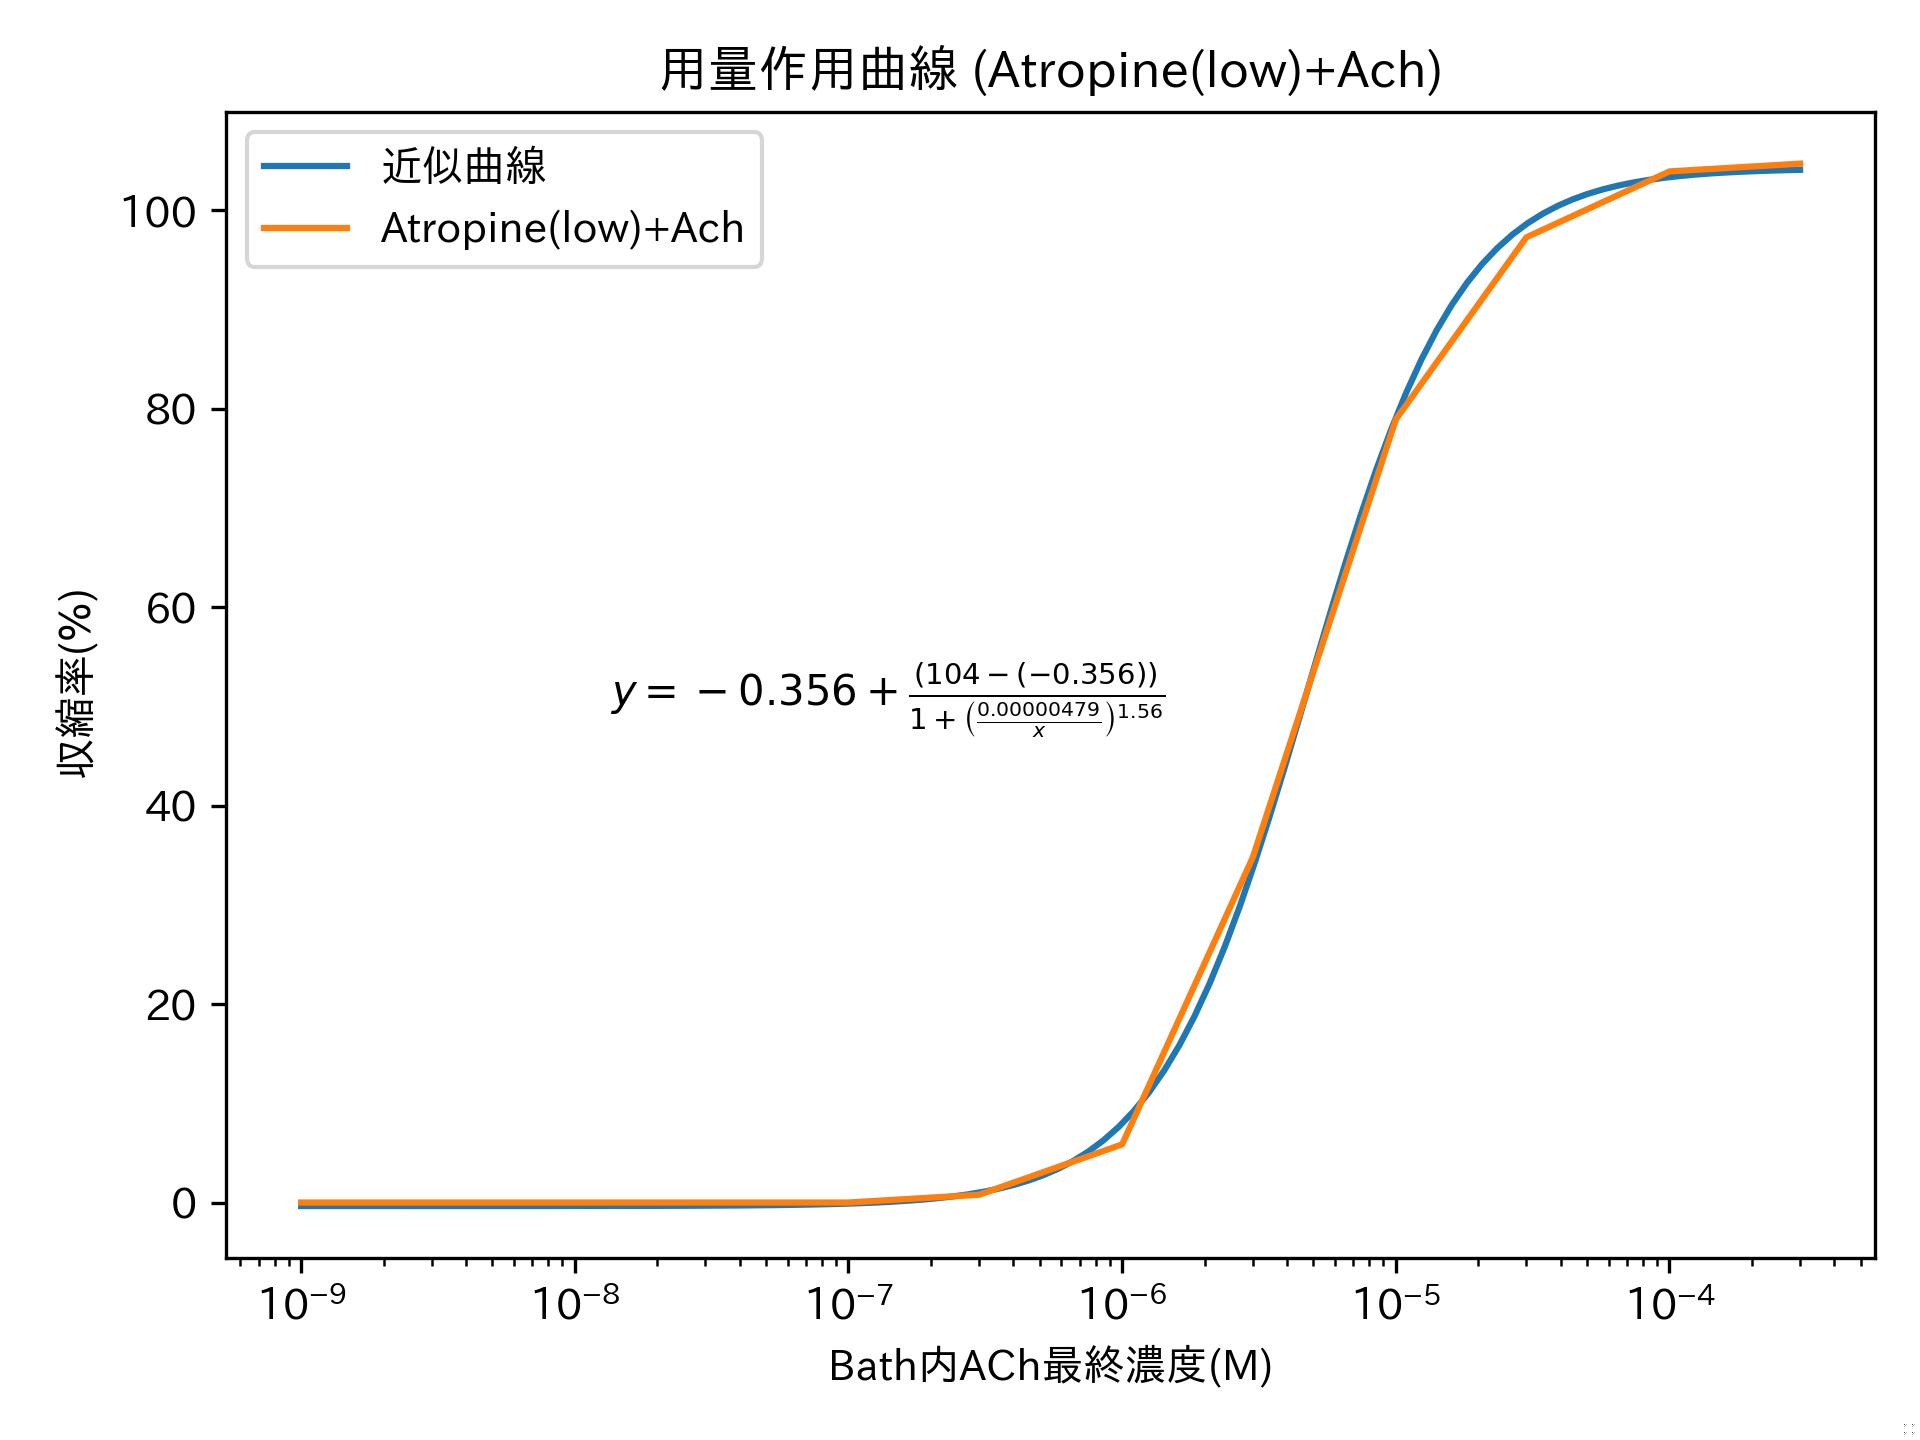 用量作用曲線 (Atropine(low)+Ach)
近似曲線
Atropine(low)+Ach
100
80
60
40
20
0
収縮率(%)
y = −0.356 + (104 − (−0.356)) / (1 + (0.00000479 / x)^1.56)
10⁻⁹ 10⁻⁸ 10⁻⁷ 10⁻⁶ 10⁻⁵ 10⁻⁴
Bath内ACh最終濃度(M)